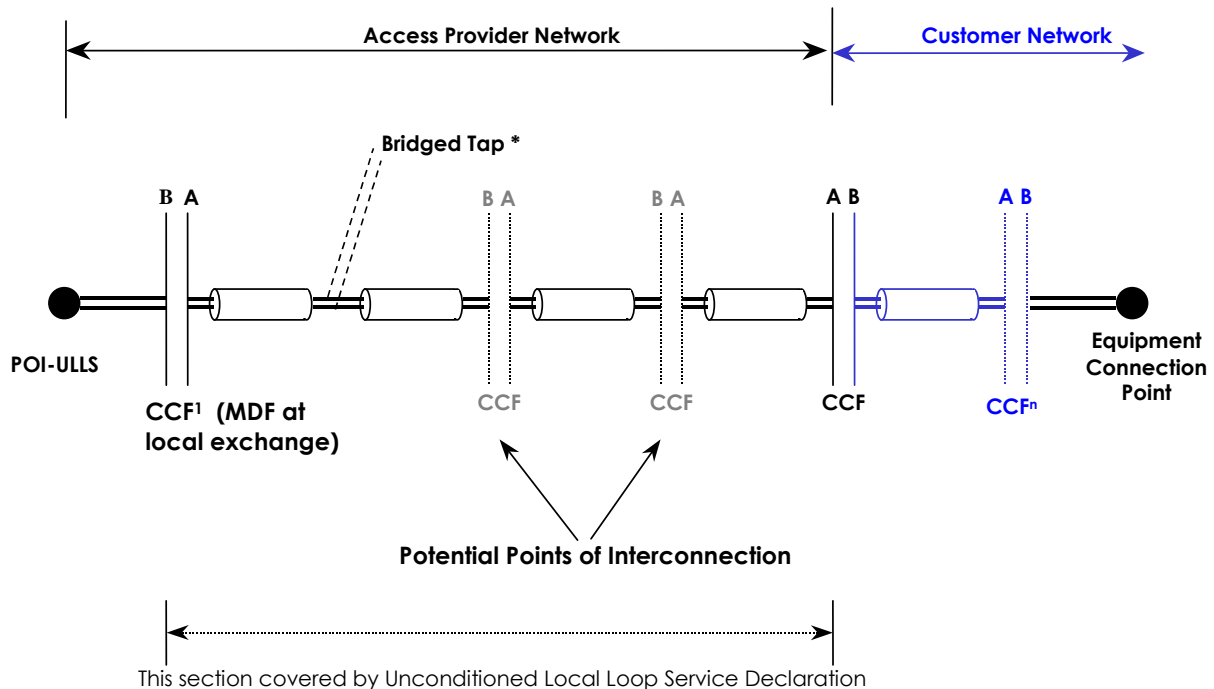 Access Provider Network
Customer Network
Bridged Tap *
B A
B A
B A
A B
A B
POI-ULLS
Equipment
Connection
Point
CCF¹ (MDF at
local exchange)
CCF
CCF
CCF
CCFⁿ
Potential Points of Interconnection
This section covered by Unconditioned Local Loop Service Declaration